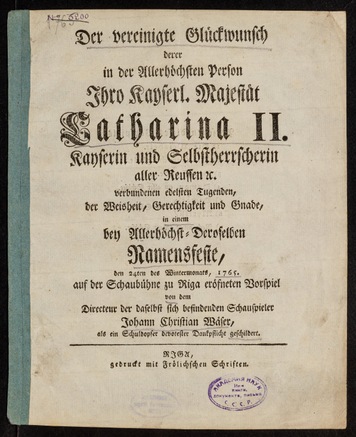 Der vereinigte Glückwunsch
derer
in der Allerhöchsten Person
Ihro Kayserl. Majestät
Catharina II.
Kayserin und Selbstherrscherin
aller Reussen ꝛc.
verbundenen edelsten Tugenden,
der Weisheit, Gerechtigkeit und Gnade,
in einem
bey Allerhöchst-Deroselben
Namensfeste,
den 24ten des Wintermonats, 1765.
auf der Schaubühne zu Riga eröfneten Vorspiel
von dem
Directeur der daselbst sich befindenden Schauspieler
Johann Christian Wäser,
als ein Schuldopfer devotester Dankpflicht geschildert.
RIGA,
gedruckt mit Frölichschen Schriften.
АКАДЕМИЯ НАУК
С С С Р